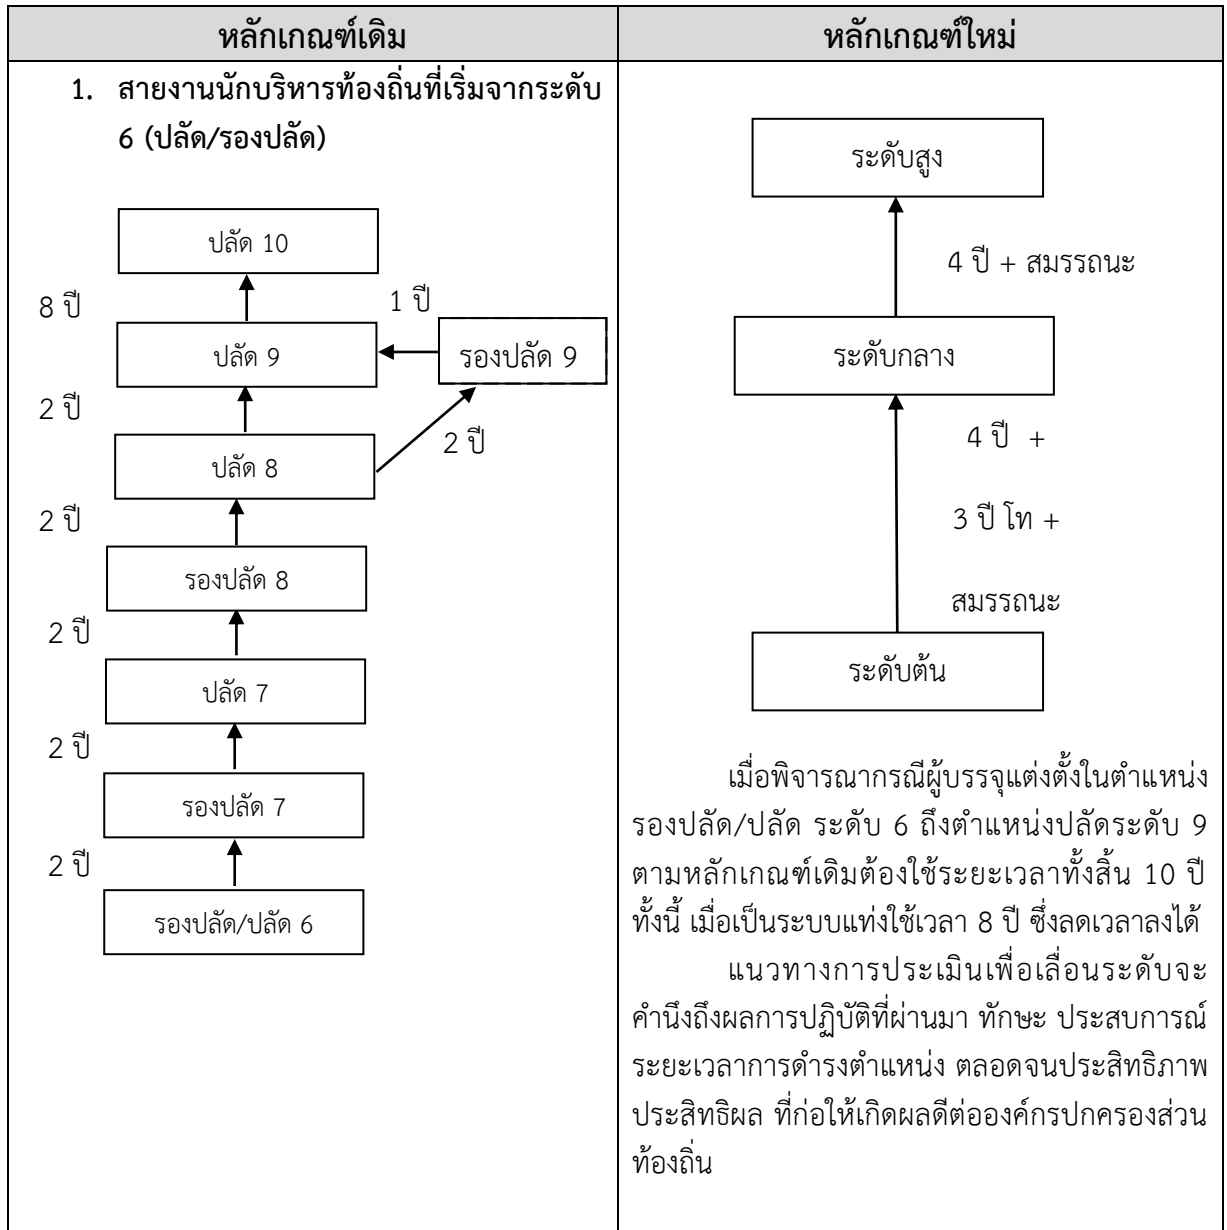 หลักเกณฑ์เดิม
หลักเกณฑ์ใหม่
1. สายงานนักบริหารท้องถิ่นที่เริ่มจากระดับ
6 (ปลัด/รองปลัด)
ปลัด 10
8 ปี
1 ปี
ปลัด 9
รองปลัด 9
2 ปี
2 ปี
ปลัด 8
2 ปี
รองปลัด 8
2 ปี
ปลัด 7
2 ปี
รองปลัด 7
2 ปี
รองปลัด/ปลัด 6
ระดับสูง
4 ปี + สมรรถนะ
ระดับกลาง
4 ปี +
3 ปี โท +
สมรรถนะ
ระดับต้น
เมื่อพิจารณากรณีผู้บรรจุแต่งตั้งในตำแหน่ง
รองปลัด/ปลัด ระดับ 6 ถึงตำแหน่งปลัดระดับ 9
ตามหลักเกณฑ์เดิมต้องใช้ระยะเวลาทั้งสิ้น 10 ปี
ทั้งนี้ เมื่อเป็นระบบแท่งใช้เวลา 8 ปี ซึ่งลดเวลาลงได้
แนวทางการประเมินเพื่อเลื่อนระดับจะ
คำนึงถึงผลการปฏิบัติที่ผ่านมา ทักษะ ประสบการณ์
ระยะเวลาการดำรงตำแหน่ง ตลอดจนประสิทธิภาพ
ประสิทธิผล ที่ก่อให้เกิดผลดีต่อองค์กรปกครองส่วน
ท้องถิ่น